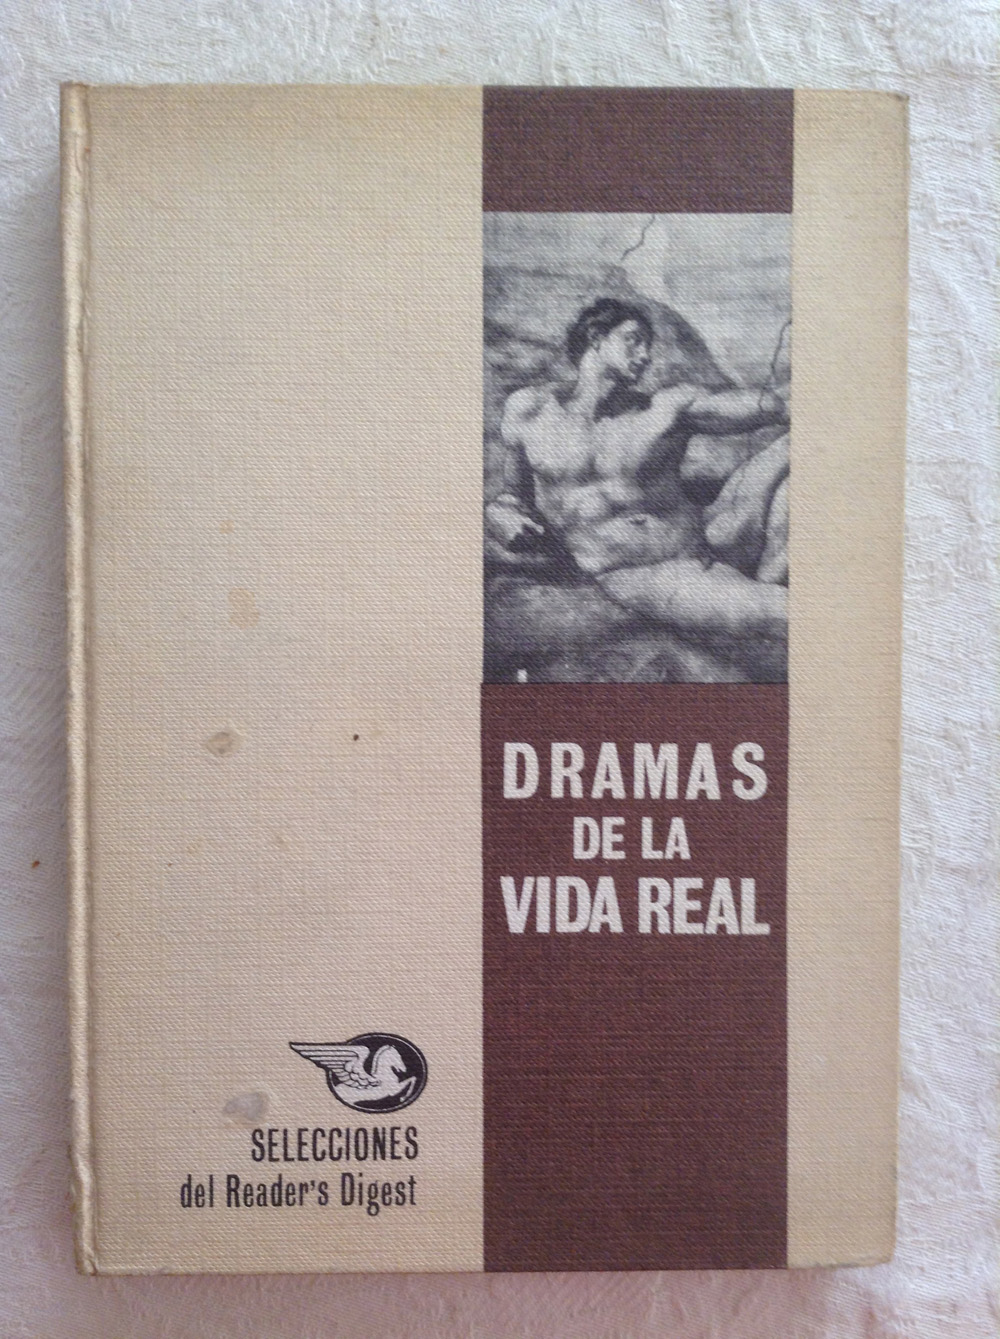 DRAMAS
DE LA
VIDA REAL
SELECCIONES
del Reader's Digest